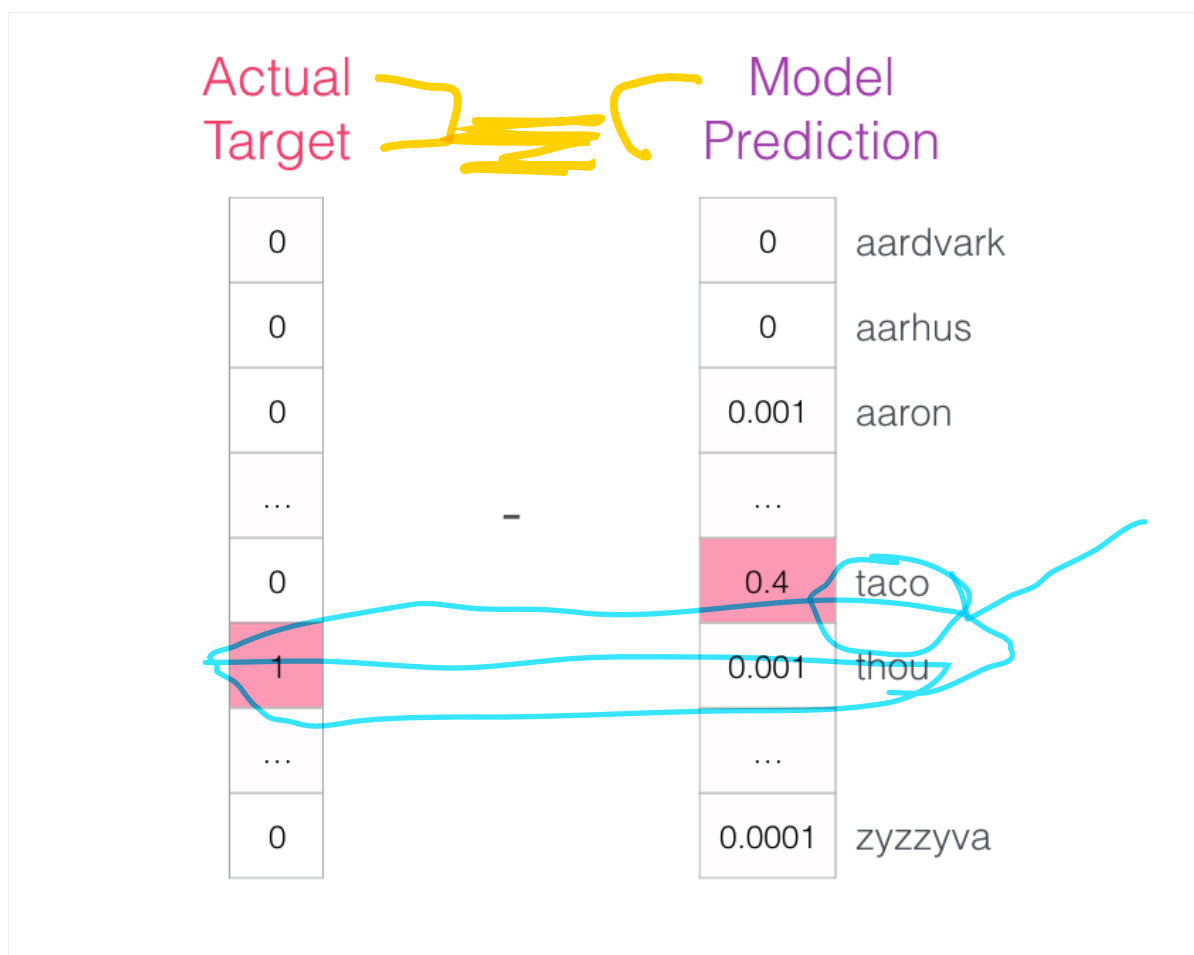 Actual Model
Target Prediction
0 0 aardvark
0 0 aarhus
0 0.001 aaron
... ...
-
0 0.4 taco
1 0.001 thou
... ...
0 0.0001 zyzzyva